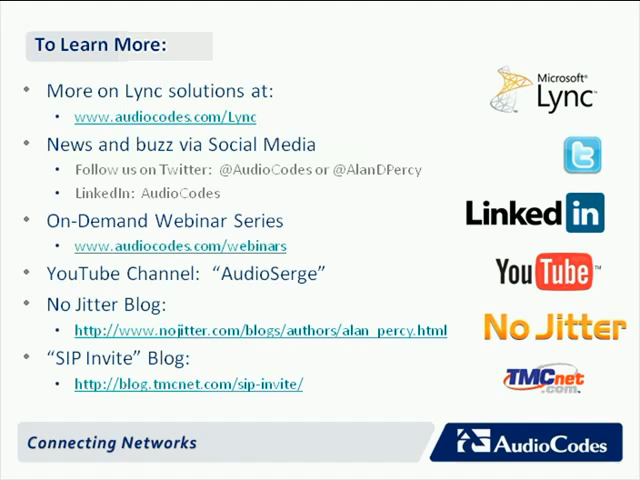 To Learn More:
More on Lync solutions at:
www.audiocodes.com/Lync
News and buzz via Social Media
Follow us on Twitter: @AudioCodes or @AlanDPercy
LinkedIn: AudioCodes
On-Demand Webinar Series
www.audiocodes.com/webinars
YouTube Channel: “AudioSerge”
No Jitter Blog:
http://www.nojitter.com/blogs/authors/alan_percy.html
“SIP Invite” Blog:
http://blog.tmcnet.com/sip-invite/
Microsoft®
Lync™
t
Linked in
YouTube™
No Jitter
TMCnet
.com™
Connecting Networks
AudioCodes